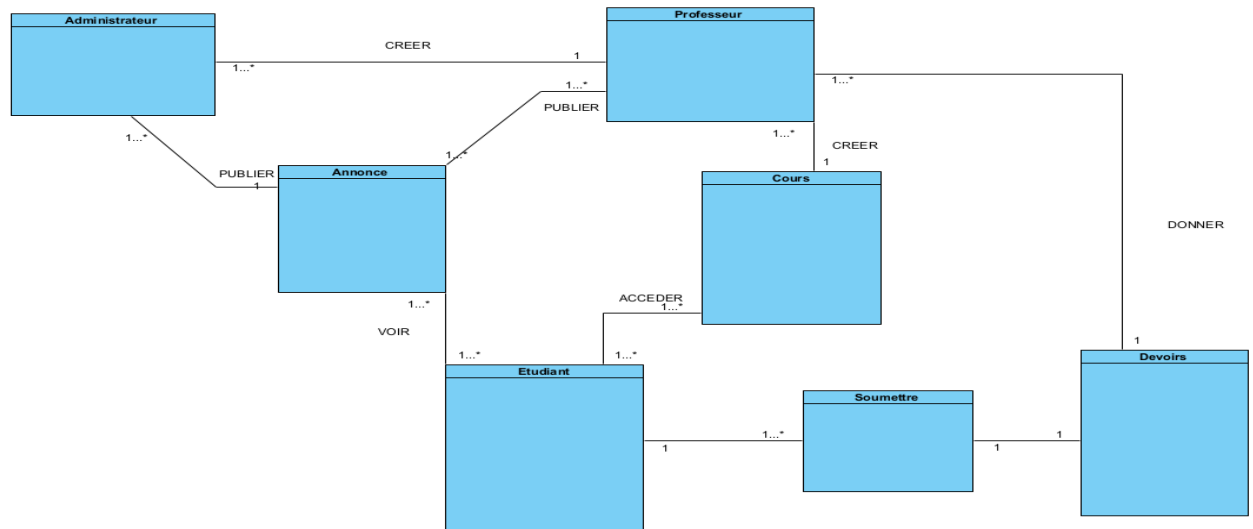 Administrateur
Professeur
CREER
1
1...*
1...*
1...*
PUBLIER
1...*
1...*
1...*
CREER
PUBLIER
1
Annonce
1
Cours
DONNER
1...*
ACCEDER
1...*
VOIR
1
1...*
1...*
Devoirs
Etudiant
Soumettre
1...*
1
1
1